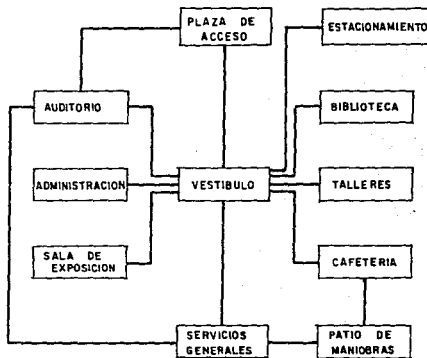 PLAZA DE
ACCESO
ESTACIONAMIENTO
AUDITORIO
BIBLIOTECA
ADMINISTRACION
VESTIBULO
TALLERES
SALA DE
EXPOSICION
CAFETERIA
SERVICIOS
GENERALES
PATIO DE
MANIOBRAS